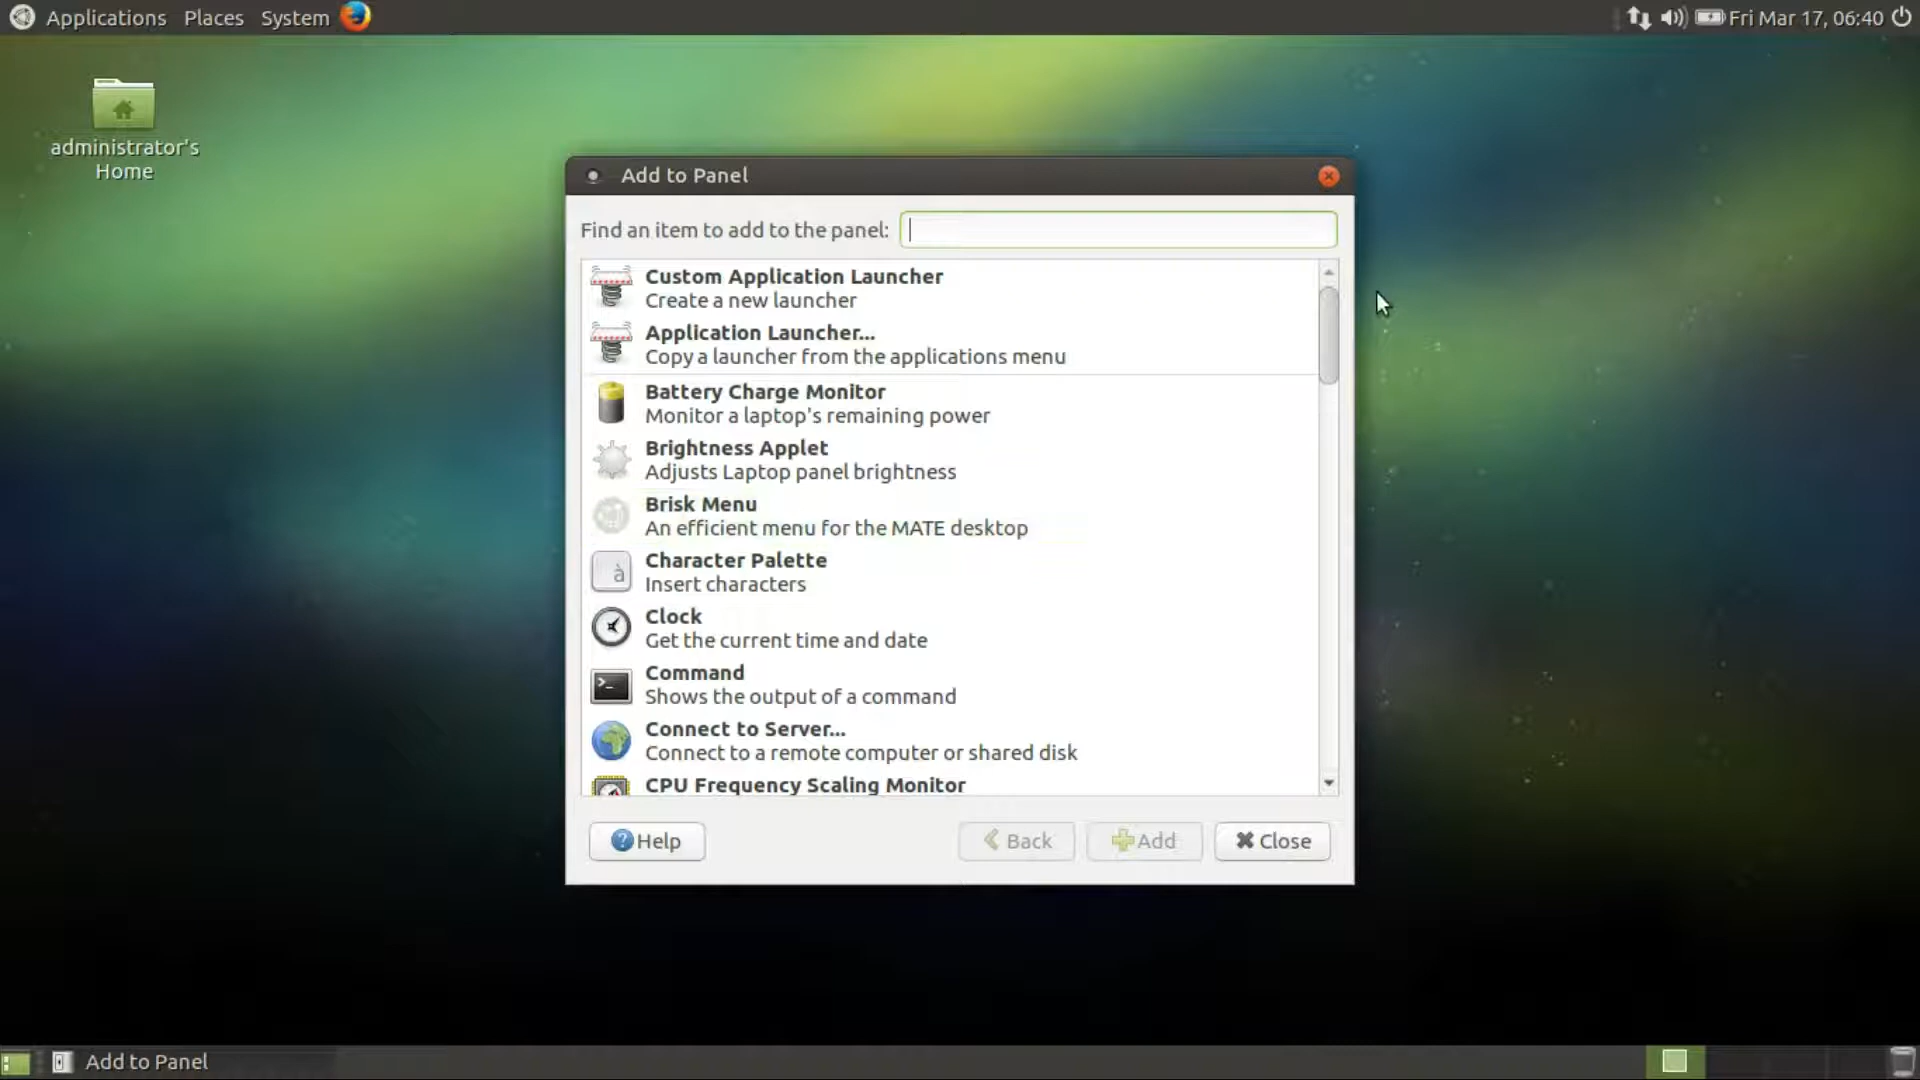 Applications Places System
Fri Mar 17, 06:40
administrator's
Home
Add to Panel
Find an item to add to the panel:
Custom Application Launcher
Create a new launcher
Application Launcher...
Copy a launcher from the applications menu
Battery Charge Monitor
Monitor a laptop's remaining power
Brightness Applet
Adjusts Laptop panel brightness
Brisk Menu
An efficient menu for the MATE desktop
Character Palette
Insert characters
Clock
Get the current time and date
Command
Shows the output of a command
Connect to Server...
Connect to a remote computer or shared disk
CPU Frequency Scaling Monitor
Help
Back
Add
Close
Add to Panel